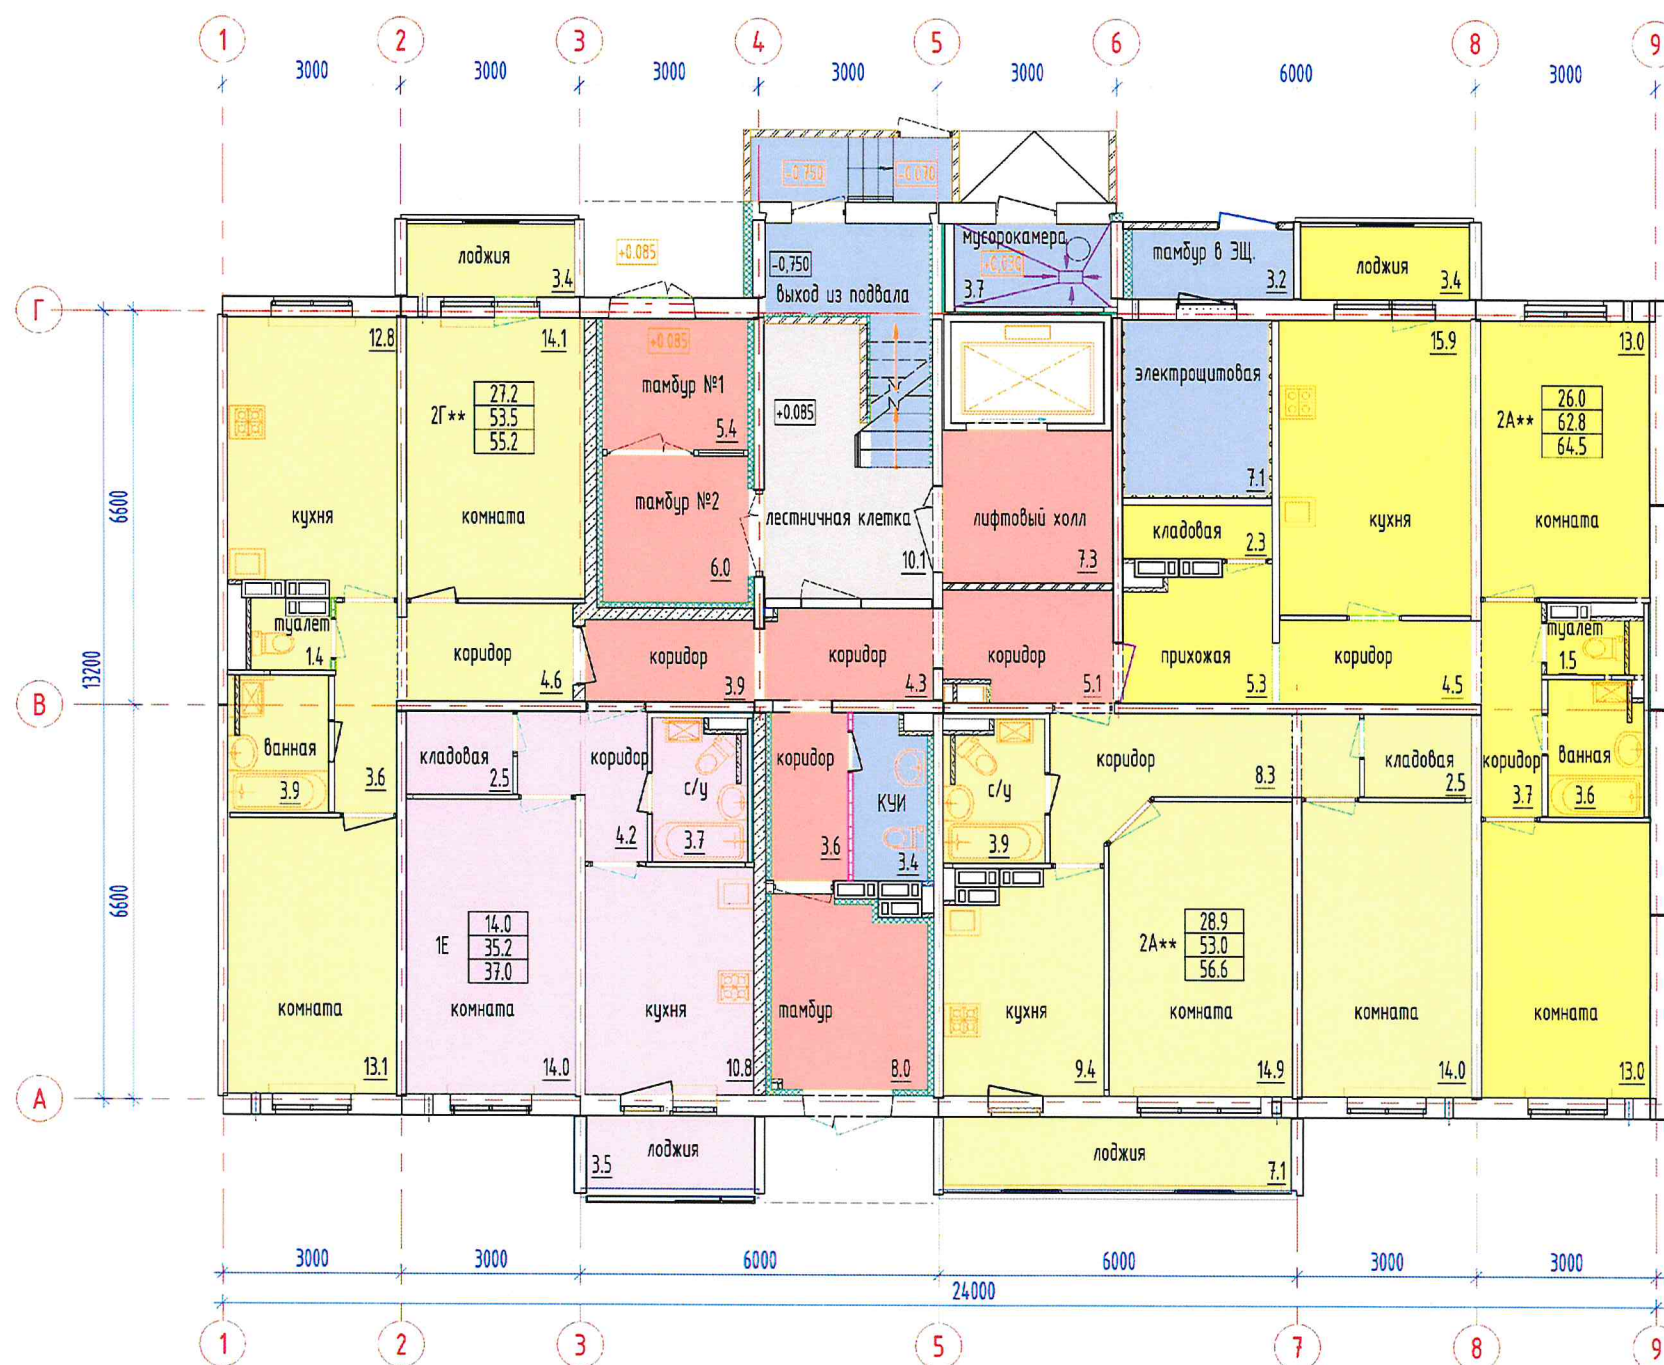 1 2 3 4 5 6 8 9
3000 3000 3000 3000 3000 6000 3000
-0,750 -0.070
лоджия 3.4
+0.085
-0,750
выход из подвала
мусорокамера
+0,030
3.7
тамбур в ЭЩ.
3.2
лоджия
3.4
Г
12.8
14.1
+0.085
тамбур №1
5.4
+0.085
электрощитовая
7.1
15.9
13.0
2Г**
27.2
53.5
55.2
2А**
26.0
62.8
64.5
6600
кухня
комната
тамбур №2
6.0
лестничная клетка
10.1
лифтовый холл
7.3
кладовая
2.3
кухня
комната
13200
туалет
1.4
коридор
4.6
коридор
3.9
коридор
4.3
коридор
5.1
прихожая
5.3
коридор
4.5
туалет
1.5
В
ванная
3.9
3.6
кладовая
2.5
коридор
4.2
с/у
3.7
коридор
3.6
КУИ
3.4
с/у
3.9
коридор
8.3
кладовая
2.5
коридор
3.7
ванная
3.6
6600
1Е
14.0
35.2
37.0
2А**
28.9
53.0
56.6
комната
13.1
комната
14.0
кухня
10.8
тамбур
8.0
кухня
9.4
комната
14.9
комната
14.0
комната
13.0
А
3.5
лоджия
лоджия
7.1
3000 3000 6000 6000 3000 3000
24000
1 2 3 5 7 8 9